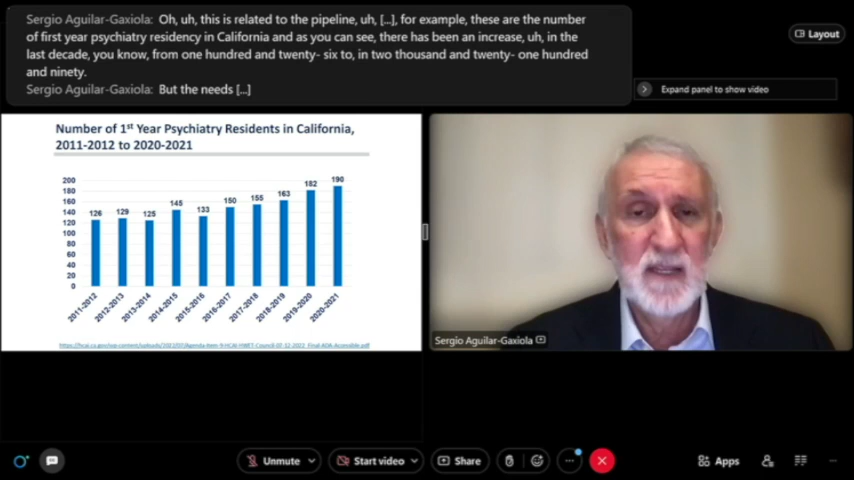 Sergio Aguilar-Gaxiola: Oh, uh, this is related to the pipeline, uh, [...], for example, these are the number
of first year psychiatry residency in California and as you can see, there has been an increase, uh, in the
last decade, you know, from one hundred and twenty- six to, in two thousand and twenty- one hundred
and ninety.
Sergio Aguilar-Gaxiola: But the needs [...]
Layout
Expand panel to show video
Number of 1st Year Psychiatry Residents in California,
2011-2012 to 2020-2021
200
180
160
140
120
100
80
60
40
20
0
126 129 125 145 133 150 155 163 182 190
2011-2012 2012-2013 2013-2014 2014-2015 2015-2016 2016-2017 2017-2018 2018-2019 2019-2020 2020-2021
Sergio Aguilar-Gaxiola
Unmute Start video Share Apps